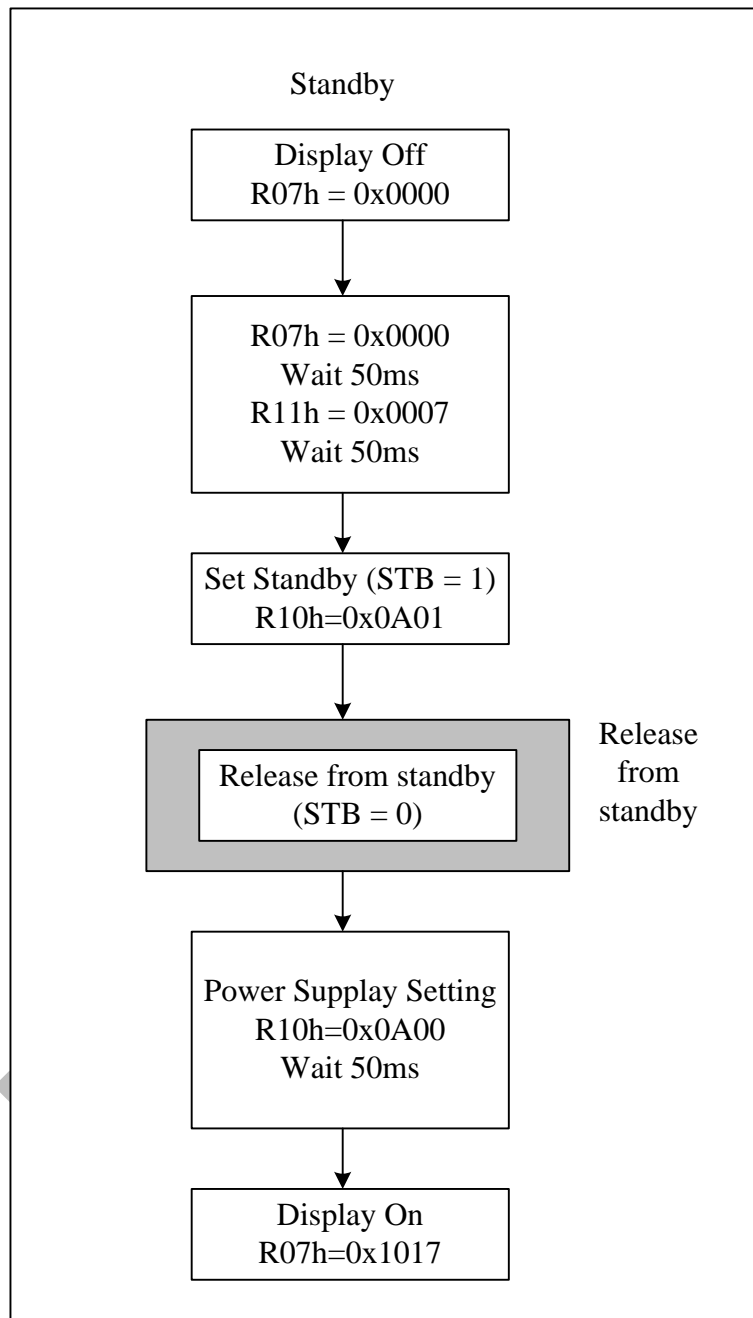 Standby
Display Off
R07h = 0x0000
R07h = 0x0000
Wait 50ms
R11h = 0x0007
Wait 50ms
Set Standby (STB = 1)
R10h=0x0A01
Release from standby
(STB = 0)
Release
from
standby
Power Supplay Setting
R10h=0x0A00
Wait 50ms
Display On
R07h=0x1017